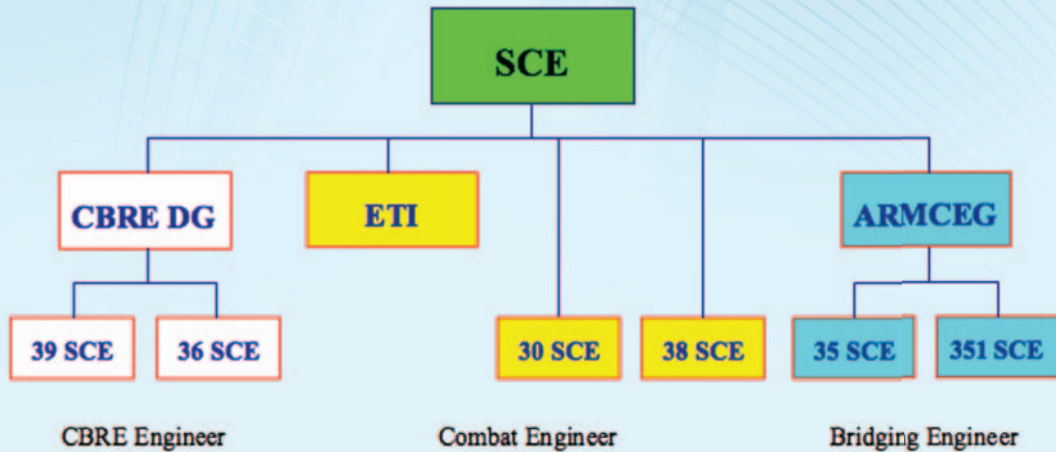 SCE
CBRE DG
ETI
ARMCEG
39 SCE
36 SCE
30 SCE
38 SCE
35 SCE
351 SCE
CBRE Engineer
Combat Engineer
Bridging Engineer